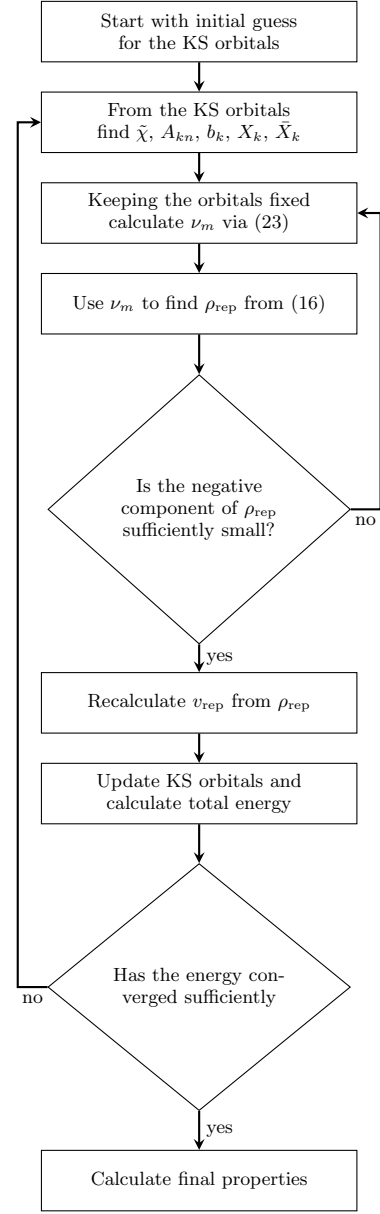 Start with initial guess
for the KS orbitals
From the KS orbitals
find χ̃, A_{kn}, b_k, X_k, X̄_k
Keeping the orbitals fixed
calculate ν_m via (23)
Use ν_m to find ρ_rep from (16)
Is the negative
component of ρ_rep
sufficiently small?
no
yes
Recalculate v_rep from ρ_rep
Update KS orbitals and
calculate total energy
Has the energy con-
verged sufficiently
no
yes
Calculate final properties